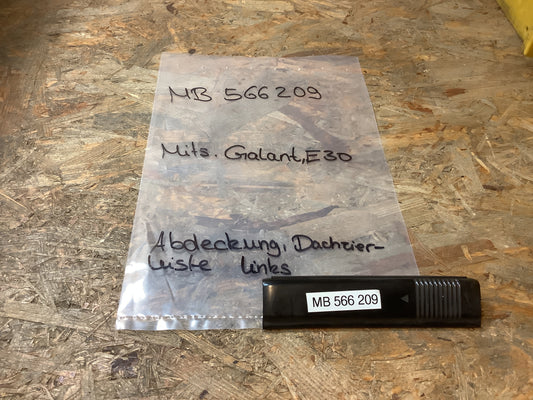 MB 566 209
Mits. Galant, E30
Abdeckung, Dachzier-
leiste links
MB 566 209